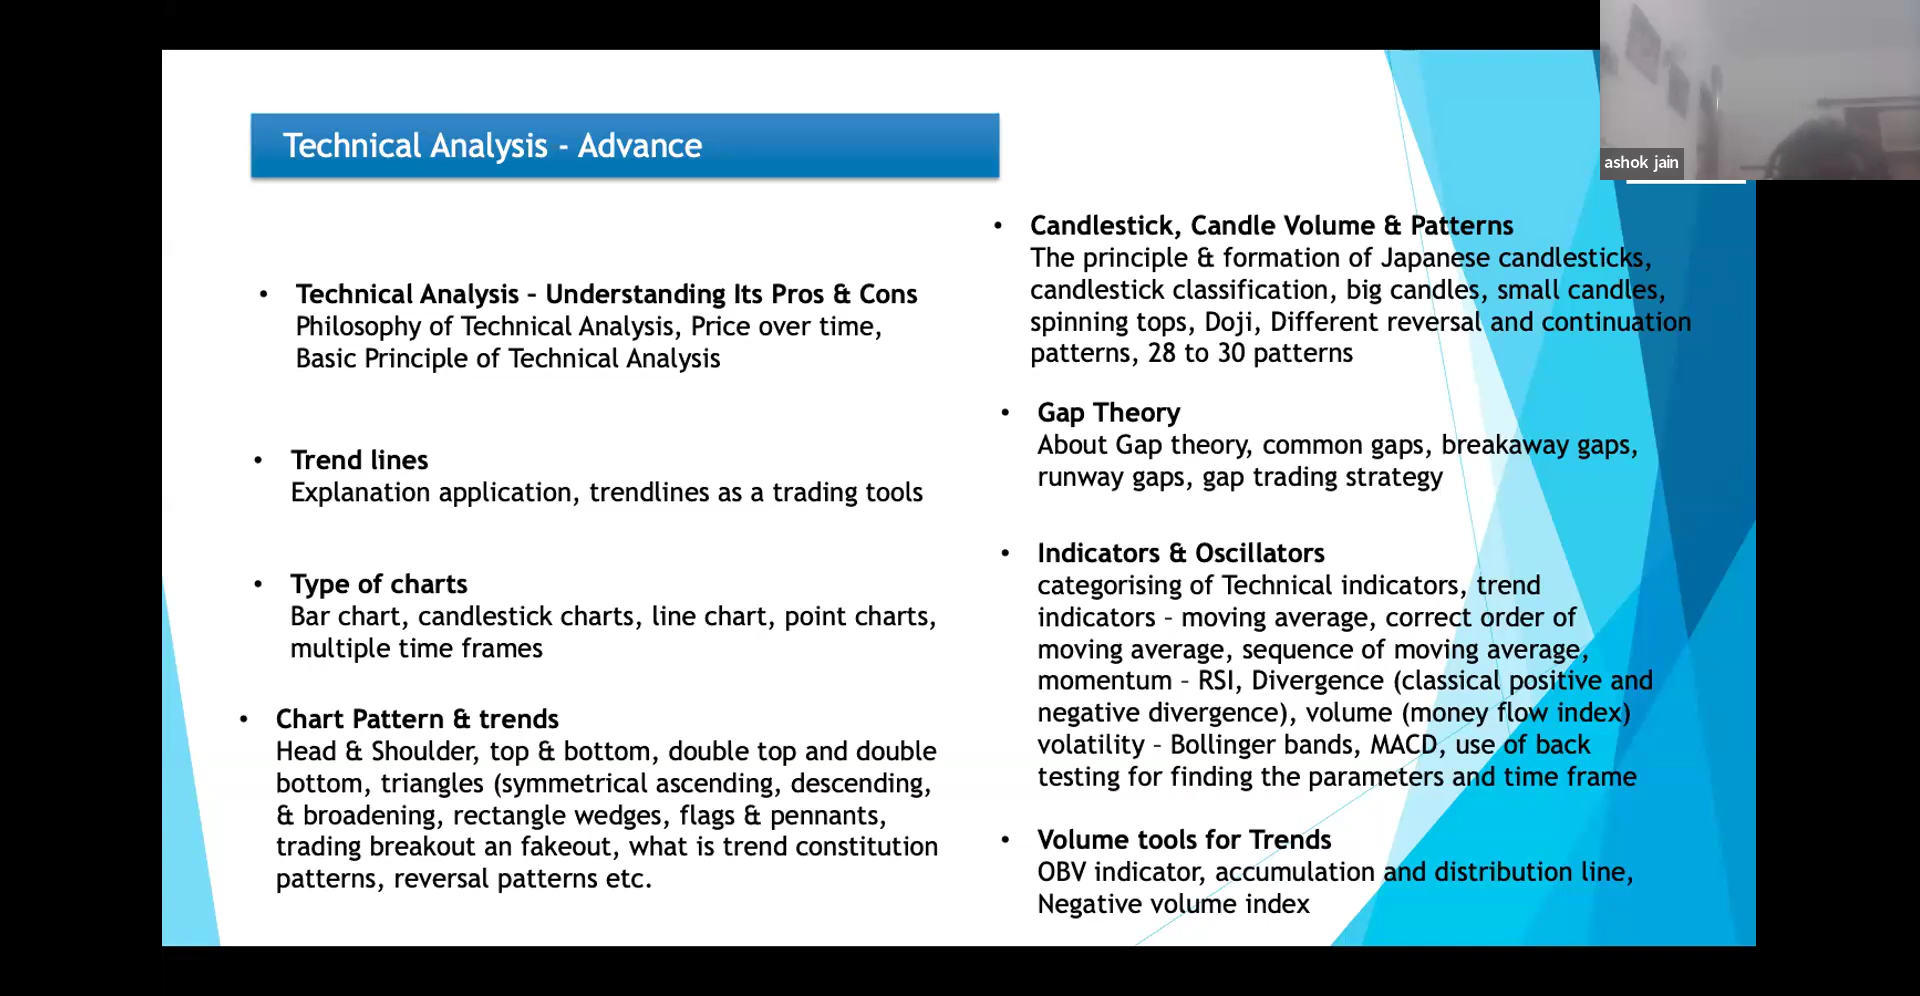 Technical Analysis - Advance
• Technical Analysis – Understanding Its Pros & Cons
Philosophy of Technical Analysis, Price over time,
Basic Principle of Technical Analysis
• Trend lines
Explanation application, trendlines as a trading tools
• Type of charts
Bar chart, candlestick charts, line chart, point charts,
multiple time frames
• Chart Pattern & trends
Head & Shoulder, top & bottom, double top and double
bottom, triangles (symmetrical ascending, descending,
& broadening, rectangle wedges, flags & pennants,
trading breakout an fakeout, what is trend constitution
patterns, reversal patterns etc.
• Candlestick, Candle Volume & Patterns
The principle & formation of Japanese candlesticks,
candlestick classification, big candles, small candles,
spinning tops, Doji, Different reversal and continuation
patterns, 28 to 30 patterns
• Gap Theory
About Gap theory, common gaps, breakaway gaps,
runway gaps, gap trading strategy
• Indicators & Oscillators
categorising of Technical indicators, trend
indicators – moving average, correct order of
moving average, sequence of moving average,
momentum – RSI, Divergence (classical positive and
negative divergence), volume (money flow index)
volatility – Bollinger bands, MACD, use of back
testing for finding the parameters and time frame
• Volume tools for Trends
OBV indicator, accumulation and distribution line,
Negative volume index
ashok jain